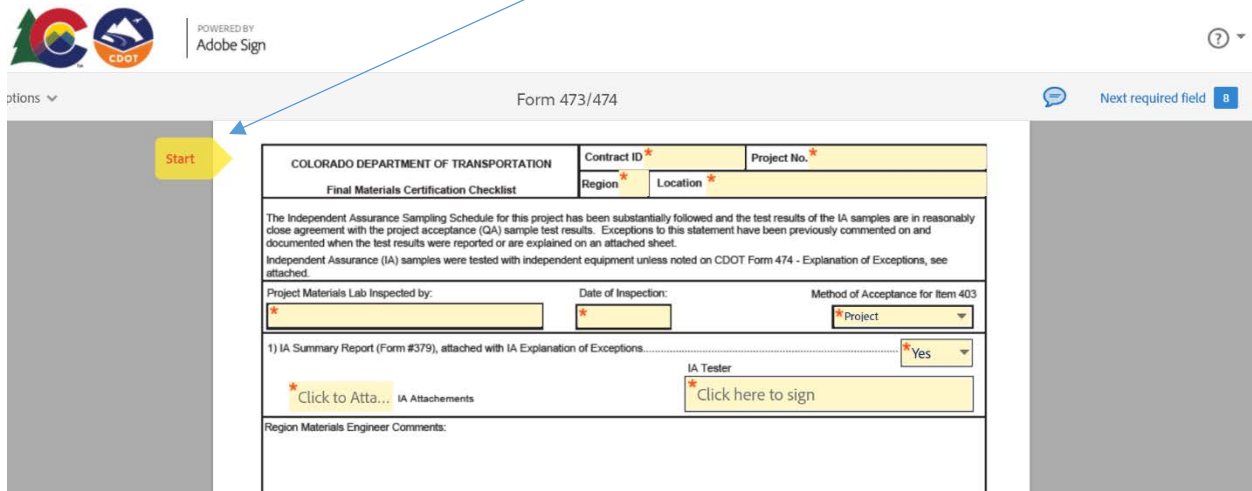 POWERED BY
Adobe Sign
CDOT
ptions
Form 473/474
Next required field 8
Start
COLORADO DEPARTMENT OF TRANSPORTATION
Final Materials Certification Checklist
Contract ID*
Project No.*
Region*
Location *
The Independent Assurance Sampling Schedule for this project has been substantially followed and the test results of the IA samples are in reasonably
close agreement with the project acceptance (QA) sample test results. Exceptions to this statement have been previously commented on and
documented when the test results were reported or are explained on an attached sheet.
Independent Assurance (IA) samples were tested with independent equipment unless noted on CDOT Form 474 - Explanation of Exceptions, see
attached.
Project Materials Lab Inspected by:
*
Date of Inspection:
*
Method of Acceptance for Item 403
*Project
1) IA Summary Report (Form #379), attached with IA Explanation of Exceptions
*Yes
*Click to Atta... IA Attachements
IA Tester
*Click here to sign
Region Materials Engineer Comments: